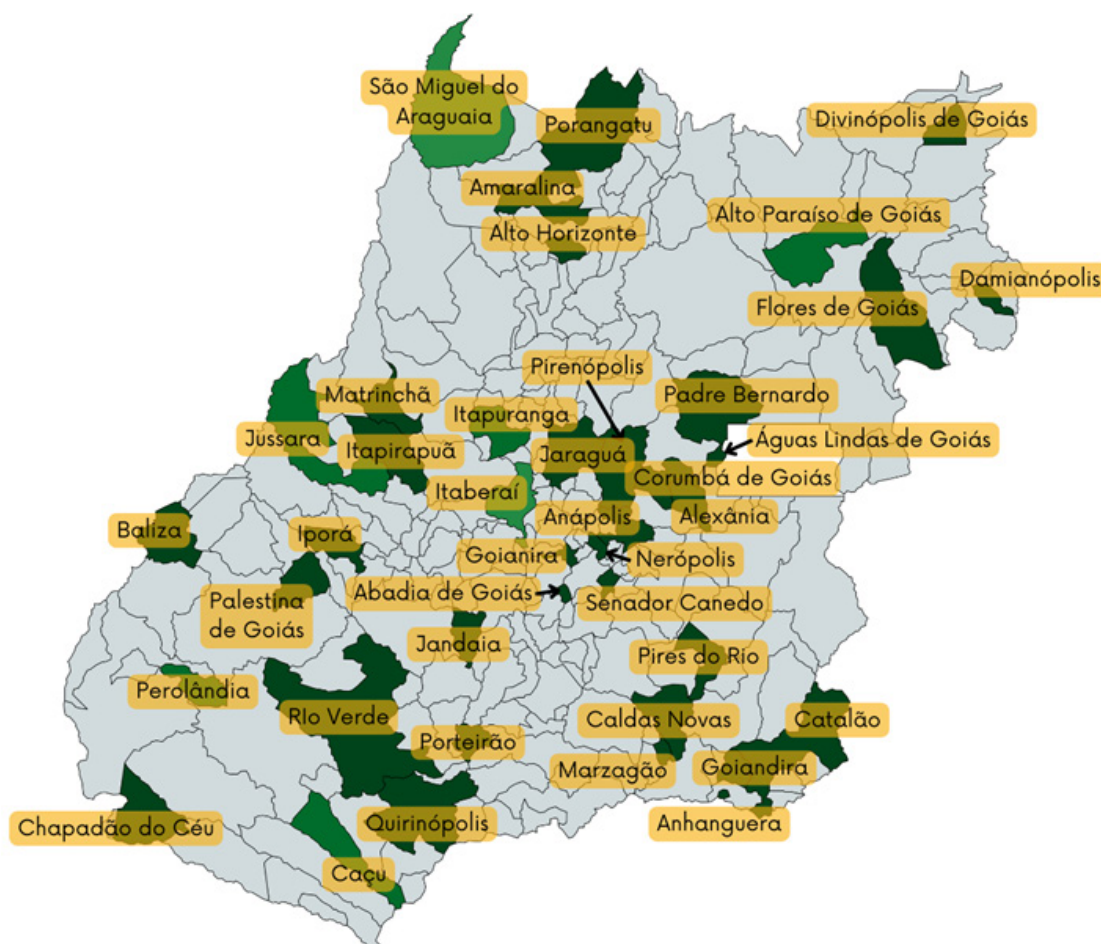 São Miguel do
Araguaia
Porangatu
Divinópolis de Goiás
Amaralina
Alto Paraíso de Goiás
Alto Horizonte
Damianópolis
Flores de Goiás
Pirenópolis
Matrinchã
Padre Bernardo
Itapuranga
Jussara
Águas Lindas de Goiás
Itapirapuã
Jaraguá
Corumbá de Goiás
Itaberaí
Anápolis
Alexânia
Baliza
Iporá
Goianira
Nerópolis
Abadia de Goiás
Senador Canedo
Palestina
de Goiás
Jandaia
Pires do Rio
Perolândia
RIo Verde
Caldas Novas
Catalão
Porteirão
Marzagão
Goiandira
Chapadão do Céu
Quirinópolis
Anhanguera
Caçu